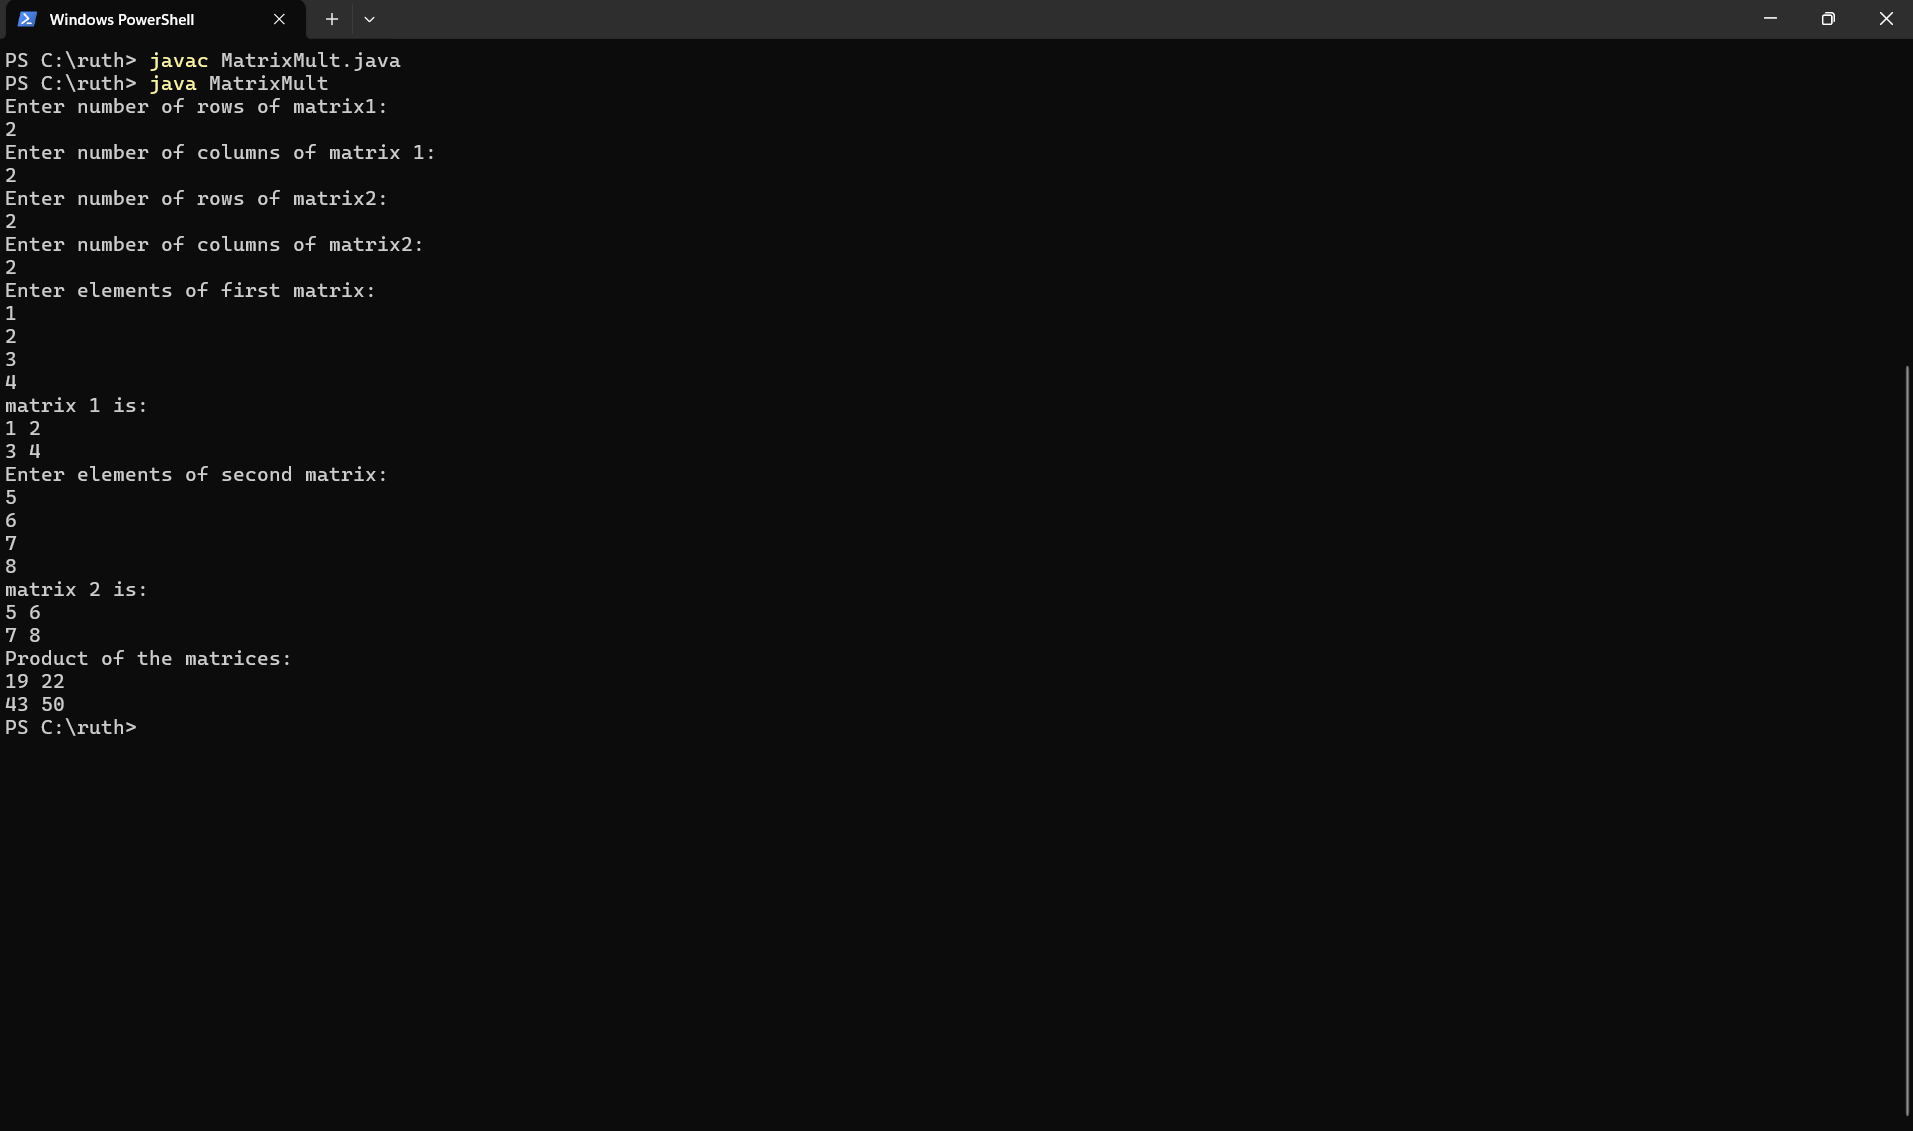 Windows PowerShell
PS C:\ruth> javac MatrixMult.java
PS C:\ruth> java MatrixMult
Enter number of rows of matrix1:
2
Enter number of columns of matrix 1:
2
Enter number of rows of matrix2:
2
Enter number of columns of matrix2:
2
Enter elements of first matrix:
1
2
3
4
matrix 1 is:
1 2
3 4
Enter elements of second matrix:
5
6
7
8
matrix 2 is:
5 6
7 8
Product of the matrices:
19 22
43 50
PS C:\ruth>